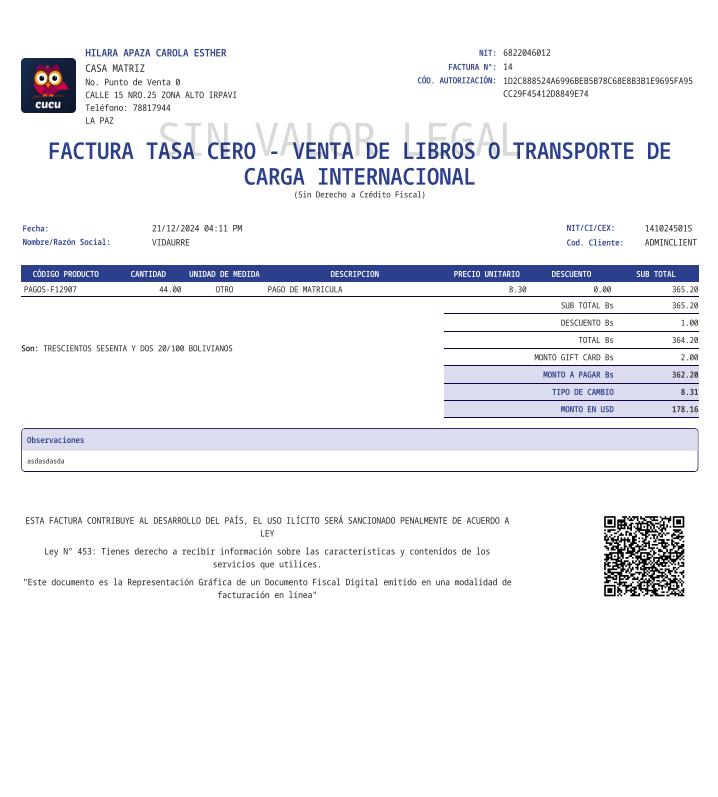 cucu
HILARA APAZA CAROLA ESTHER
CASA MATRIZ
No. Punto de Venta 0
CALLE 15 NRO.25 ZONA ALTO IRPAVI
Teléfono: 78817944
LA PAZ
NIT: 6822046012
FACTURA N°: 14
CÓD. AUTORIZACIÓN: 1D2C888524A6996BEB5B78C68E8B3B1E9695FA95
CC29F45412D8849E74
SIN VALOR LEGAL
FACTURA TASA CERO - VENTA DE LIBROS O TRANSPORTE DE
CARGA INTERNACIONAL
(Sin Derecho a Crédito Fiscal)
Fecha: 21/12/2024 04:11 PM NIT/CI/CEX: 1410245015
Nombre/Razón Social: VIDAURRE Cod. Cliente: ADMINCLIENT
CÓDIGO PRODUCTO CANTIDAD UNIDAD DE MEDIDA DESCRIPCION PRECIO UNITARIO DESCUENTO SUB TOTAL
PAGOS-F12907 44.00 OTRO PAGO DE MATRICULA 8.30 0.00 365.20
SUB TOTAL Bs 365.20
DESCUENTO Bs 1.00
TOTAL Bs 364.20
Son: TRESCIENTOS SESENTA Y DOS 20/100 BOLIVIANOS
MONTO GIFT CARD Bs 2.00
MONTO A PAGAR Bs 362.20
TIPO DE CAMBIO 8.31
MONTO EN USD 178.16
Observaciones
asdasdasda
ESTA FACTURA CONTRIBUYE AL DESARROLLO DEL PAÍS, EL USO ILÍCITO SERÁ SANCIONADO PENALMENTE DE ACUERDO A
LEY
Ley N° 453: Tienes derecho a recibir información sobre las características y contenidos de los
servicios que utilices.
"Este documento es la Representación Gráfica de un Documento Fiscal Digital emitido en una modalidad de
facturación en línea"